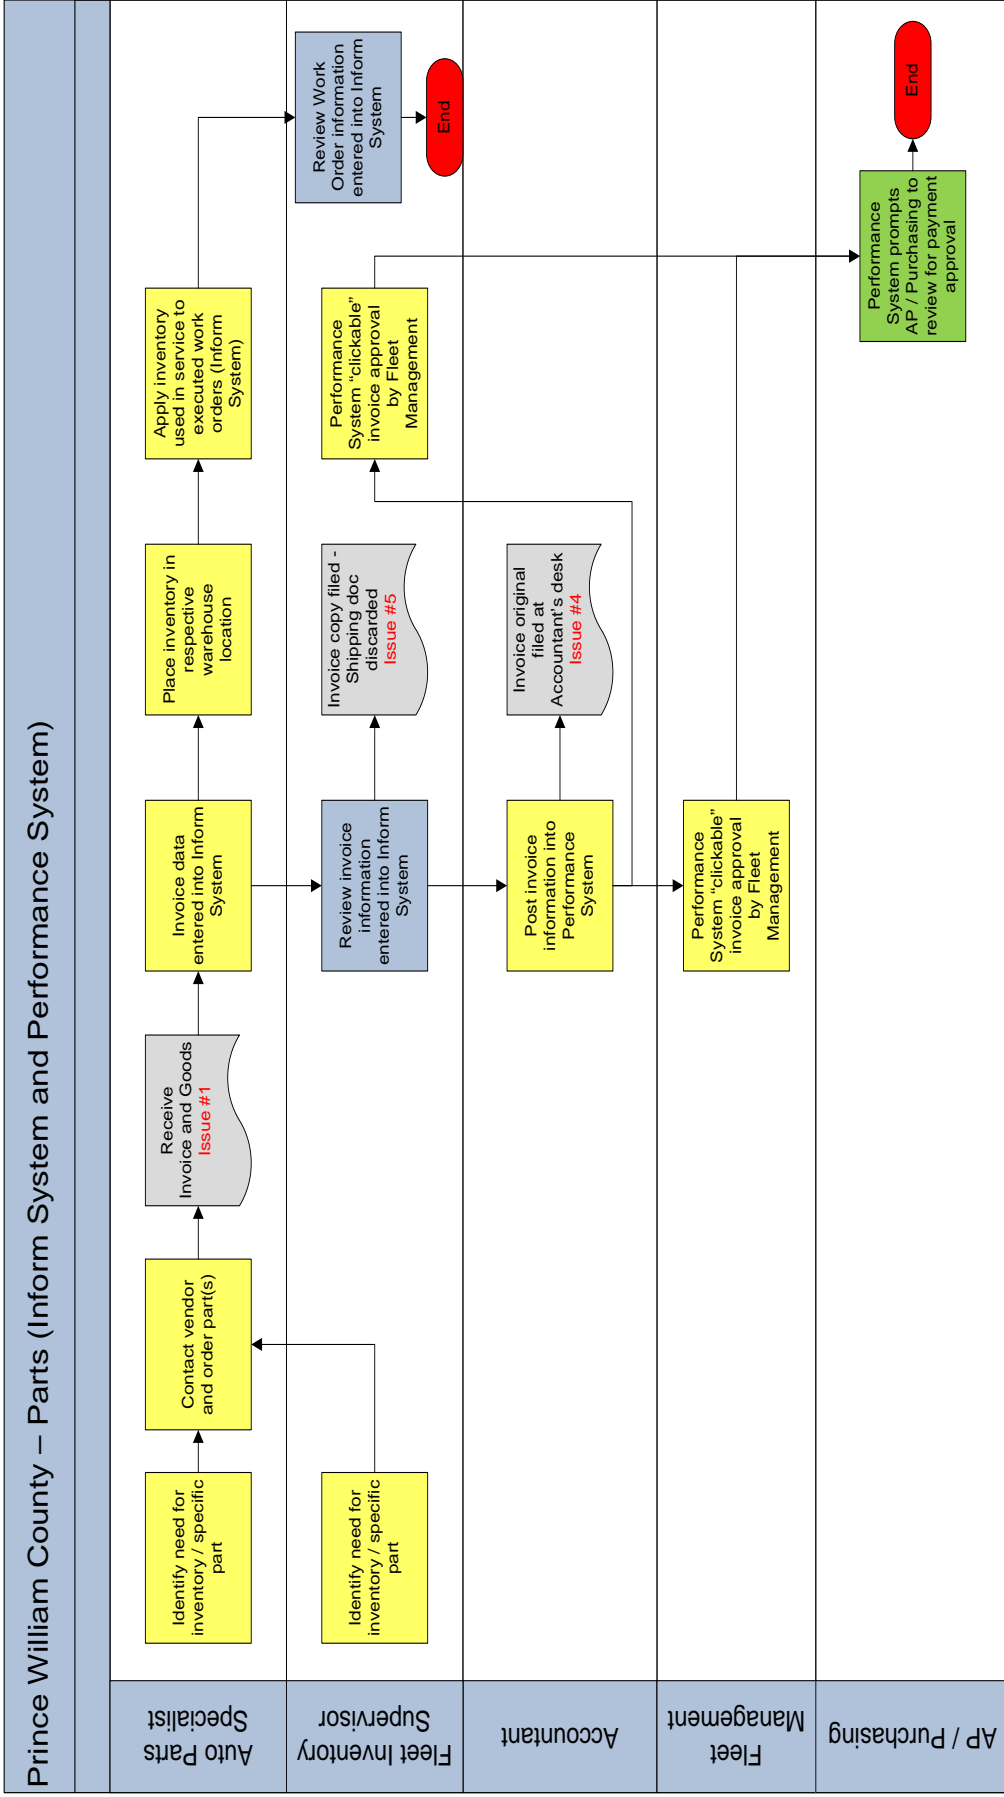 Prince William County – Parts (Inform System and Performance System)
Auto Parts
Specialist
Identify need for
inventory / specific
part
Contact vendor
and order part(s)
Receive
Invoice and Goods
Issue #1
Invoice data
entered into Inform
System
Place inventory in
respective
warehouse
location
Apply inventory
used in service to
executed work
orders (Inform
System)
Fleet Inventory
Supervisor
Identify need for
inventory / specific
part
Review invoice
information
entered into Inform
System
Invoice copy filed -
Shipping doc
discarded
Issue #5
Performance
System “clickable”
invoice approval
by Fleet
Management
Review Work
Order information
entered into Inform
System
End
Accountant
Post invoice
information into
Performance
System
Invoice original
filed at
Accountant’s desk
Issue #4
Fleet
Management
Performance
System “clickable”
invoice approval
by Fleet
Management
AP / Purchasing
Performance
System prompts
AP / Purchasing to
review for payment
approval
End